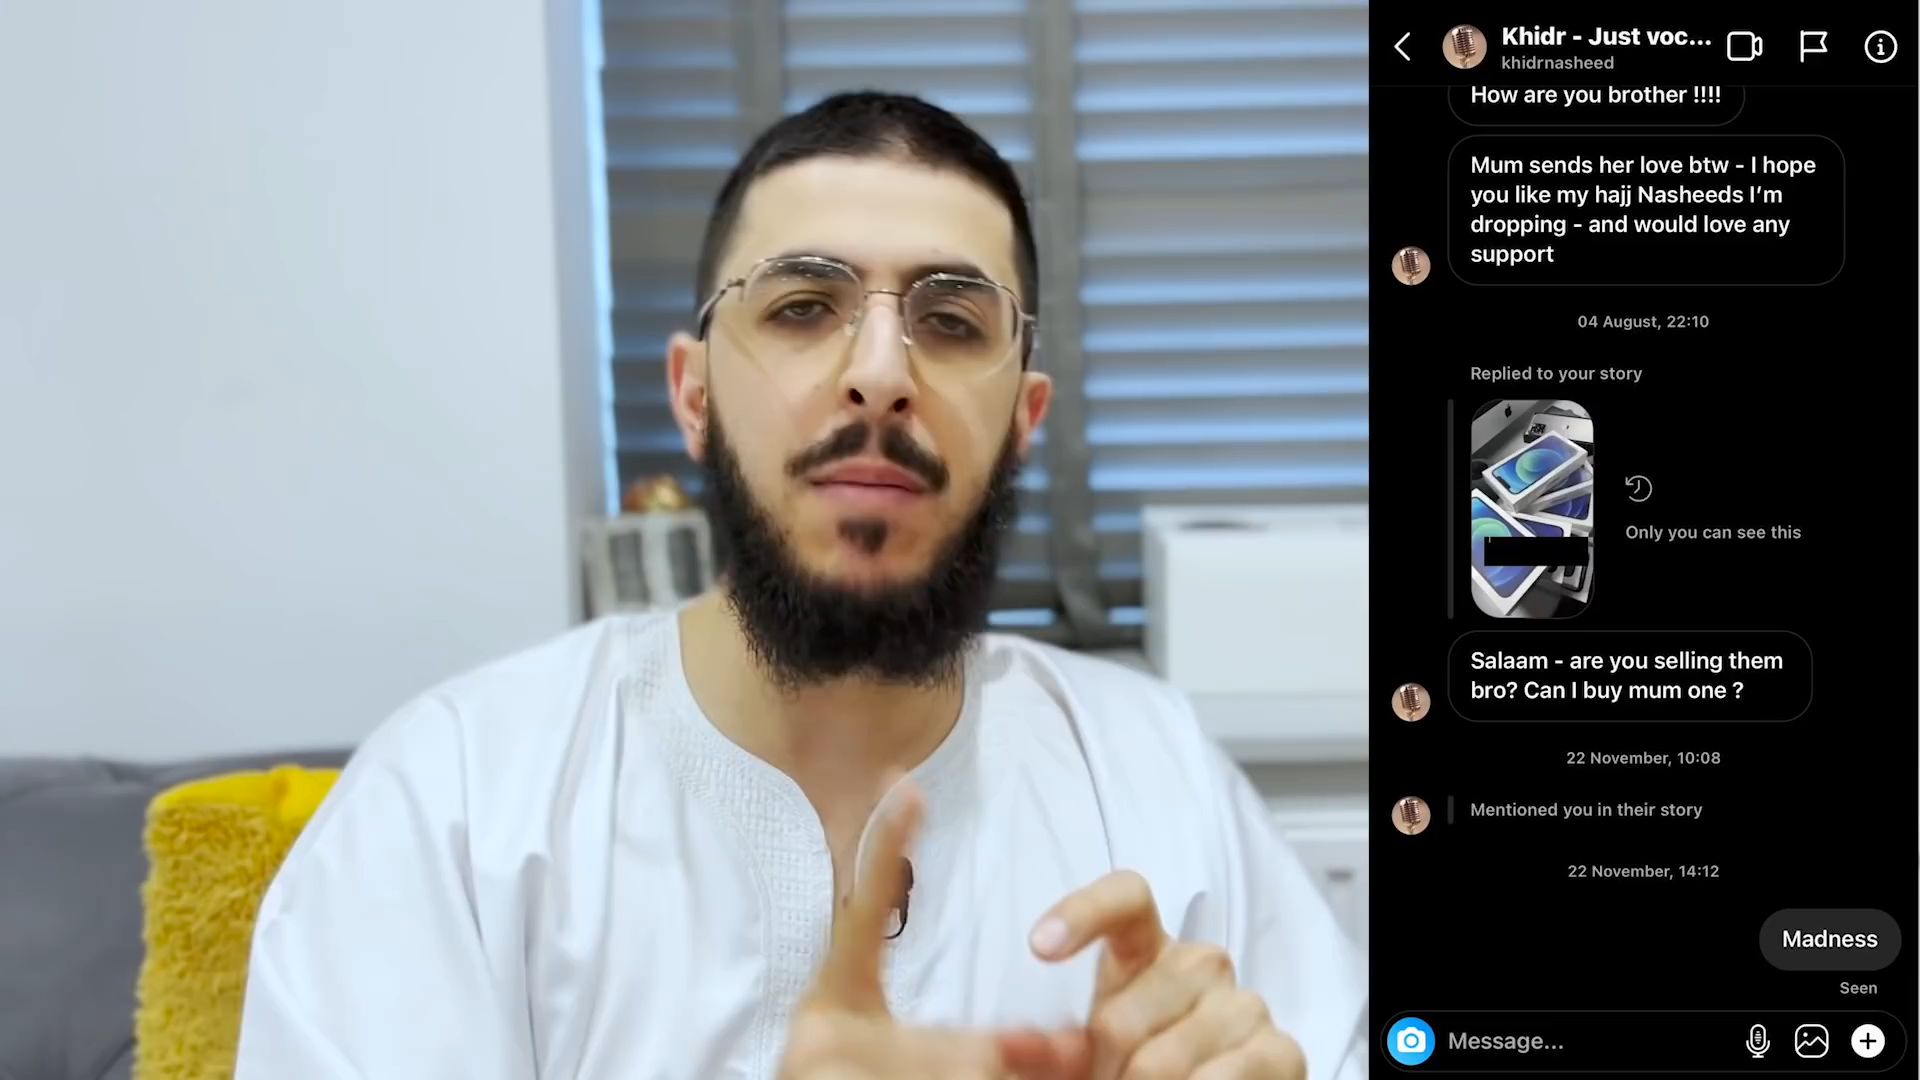 Khidr - Just voc...
khidrnasheed
How are you brother !!!!
Mum sends her love btw - I hope
you like my hajj Nasheeds I’m
dropping - and would love any
support
04 August, 22:10
Replied to your story
Only you can see this
Salaam - are you selling them
bro? Can I buy mum one ?
22 November, 10:08
Mentioned you in their story
22 November, 14:12
Madness
Seen
Message...